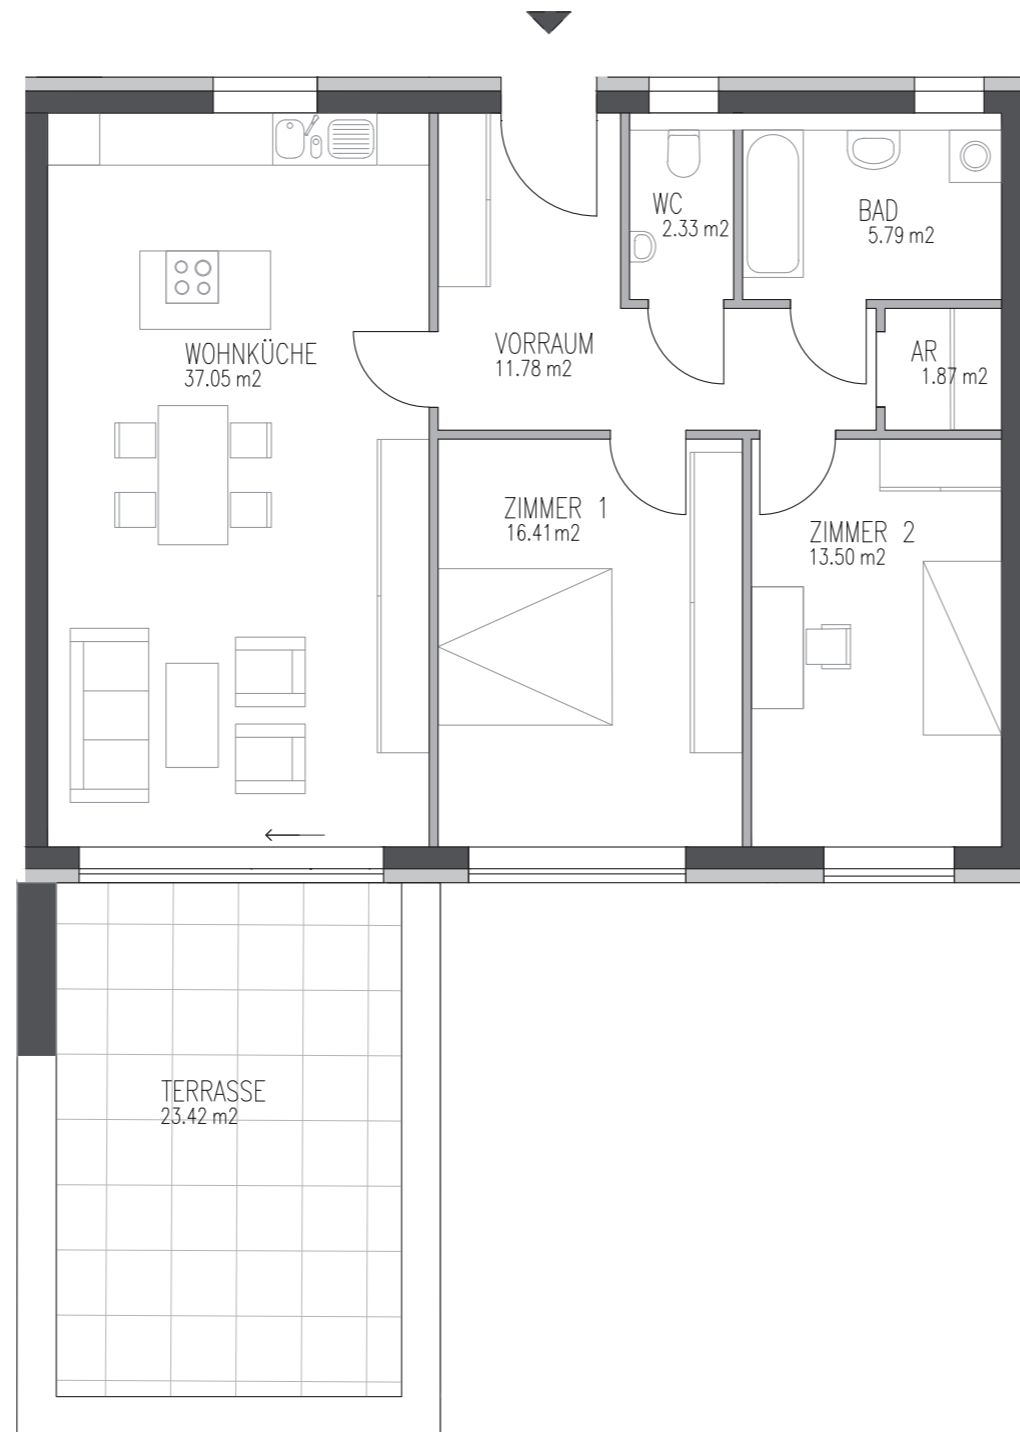 WC
2.33 m2
BAD
5.79 m2
WOHNKÜCHE
37.05 m2
VORRAUM
11.78 m2
AR
1.87 m2
ZIMMER 1
16.41 m2
ZIMMER 2
13.50 m2
TERRASSE
23.42 m2